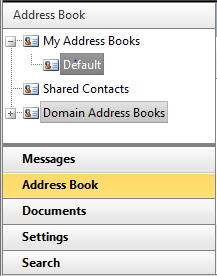 Address Book
My Address Books
Default
Shared Contacts
Domain Address Books
Messages
Address Book
Documents
Settings
Search